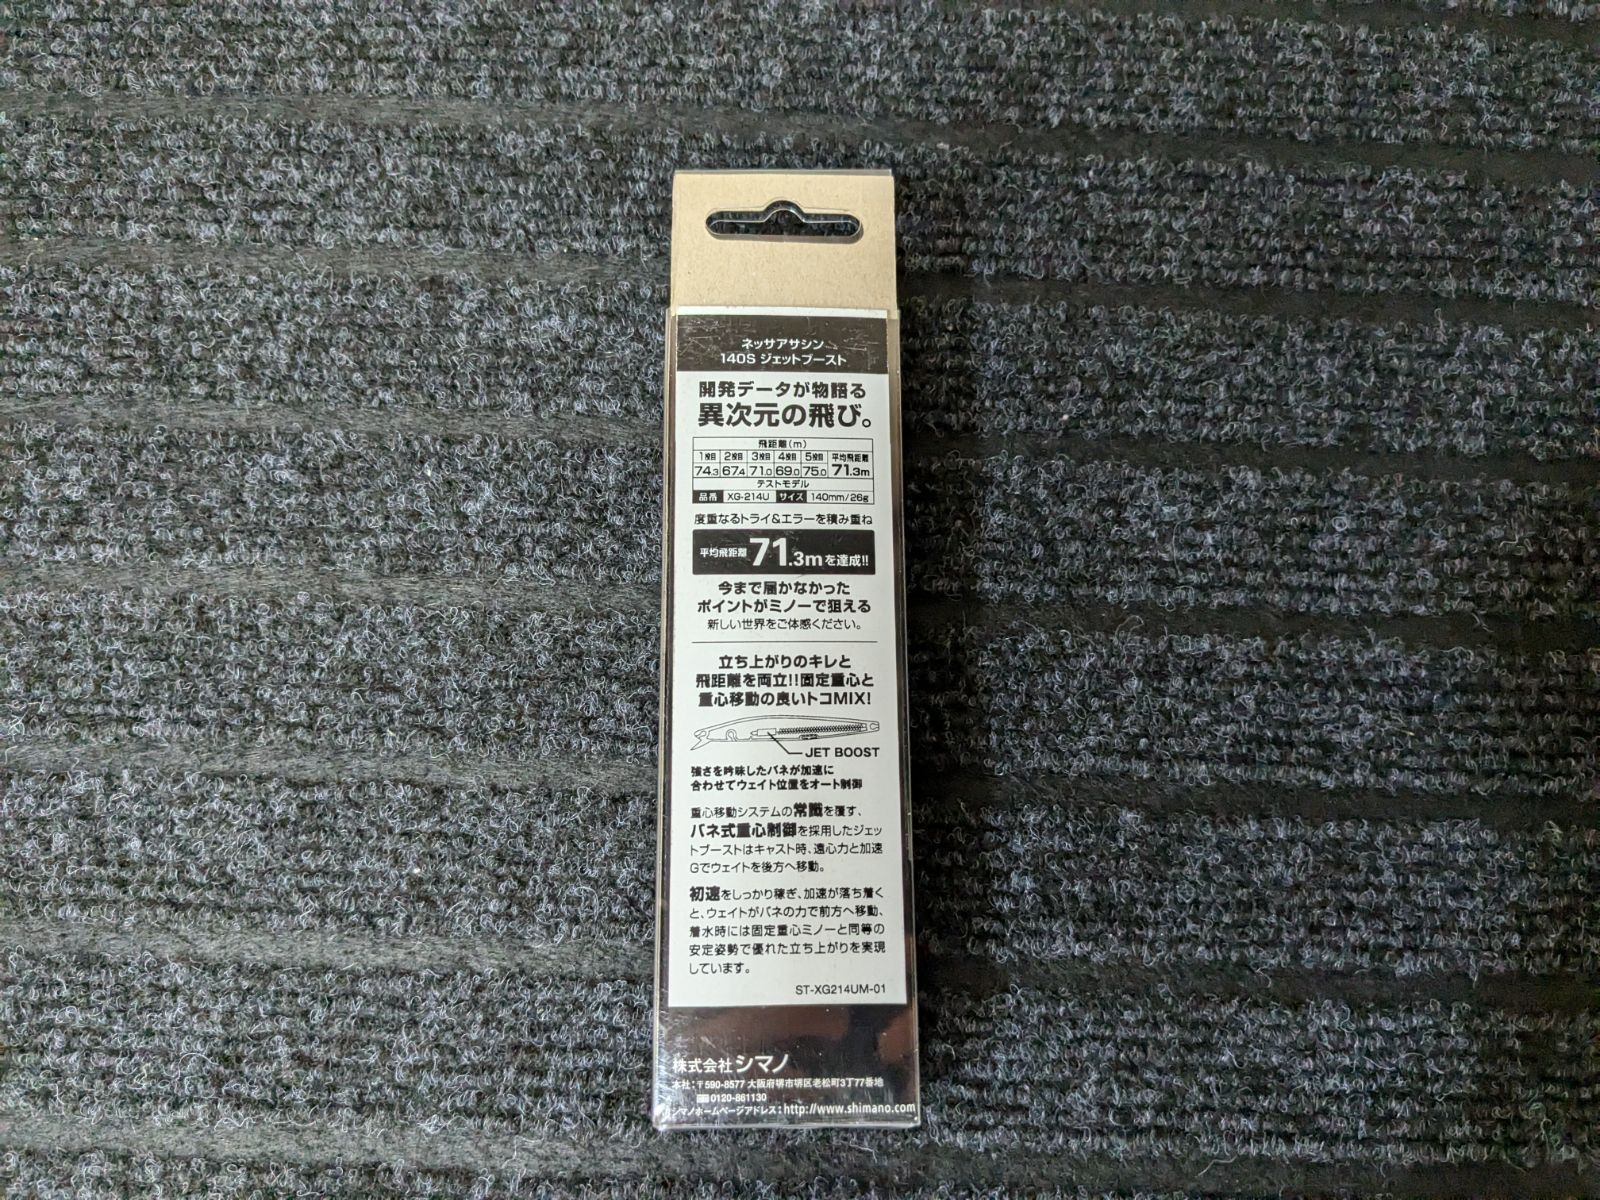 ネッサアサシン
140S ジェットブースト
開発データが物語る
異次元の飛び。
飛距離(m)
1投目 2投目 3投目 4投目 5投目 平均飛距離
74.3 67.4 71.0 69.0 75.0 71.3m
テストモデル
品番 XG-214U サイズ 140mm/26g
度重なるトライ&エラーを積み重ね
平均飛距離 71.3mを達成!!
今まで届かなかった
ポイントがミノーで狙える
新しい世界をご体感ください。
立ち上がりのキレと
飛距離を両立!!固定重心と
重心移動の良いトコMIX!
JET BOOST
強さを吟味したバネが加速に
合わせてウェイト位置をオート制御
重心移動システムの常識を覆す、
バネ式重心制御を採用したジェッ
トブーストはキャスト時、遠心力と加速
Gでウェイトを後方へ移動。
初速をしっかり稼ぎ、加速が落ち着く
と、ウェイトがバネの力で前方へ移動、
着水時には固定重心ミノーと同等の
安定姿勢で優れた立ち上がりを実現
しています。
ST-XG214UM-01
株式会社シマノ
本社:〒590-8577 大阪府堺市堺区老松町3丁77番地
0120-861130
シマノホームページアドレス:http://www.shimano.com